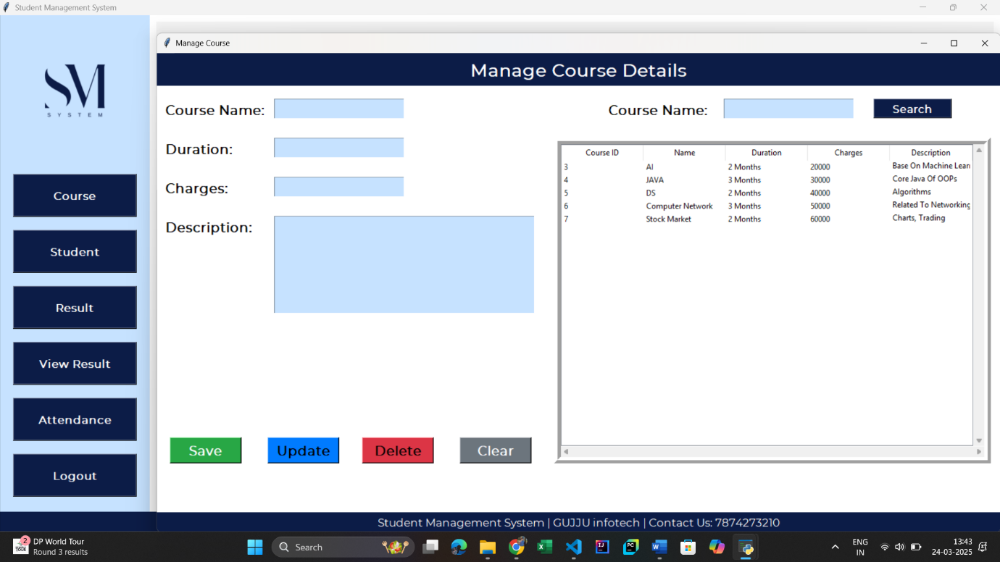 Student Management System
Manage Course
Manage Course Details
SM
SYSTEM
Course
Student
Result
View Result
Attendance
Logout
Course Name:
Duration:
Charges:
Description:
Save Update Delete Clear
Course Name: Search
Course ID Name Duration Charges Description
3 AI 2 Months 20000 Base On Machine Learn
4 JAVA 3 Months 30000 Core Java Of OOPs
5 DS 2 Months 40000 Algorithms
6 Computer Network 3 Months 50000 Related To Networking
7 Stock Market 2 Months 60000 Charts, Trading
Student Management System | GUJJU infotech | Contact Us: 7874273210
2 DP World Tour
Round 3 results
Search
ENG
IN
13:43
24-03-2025